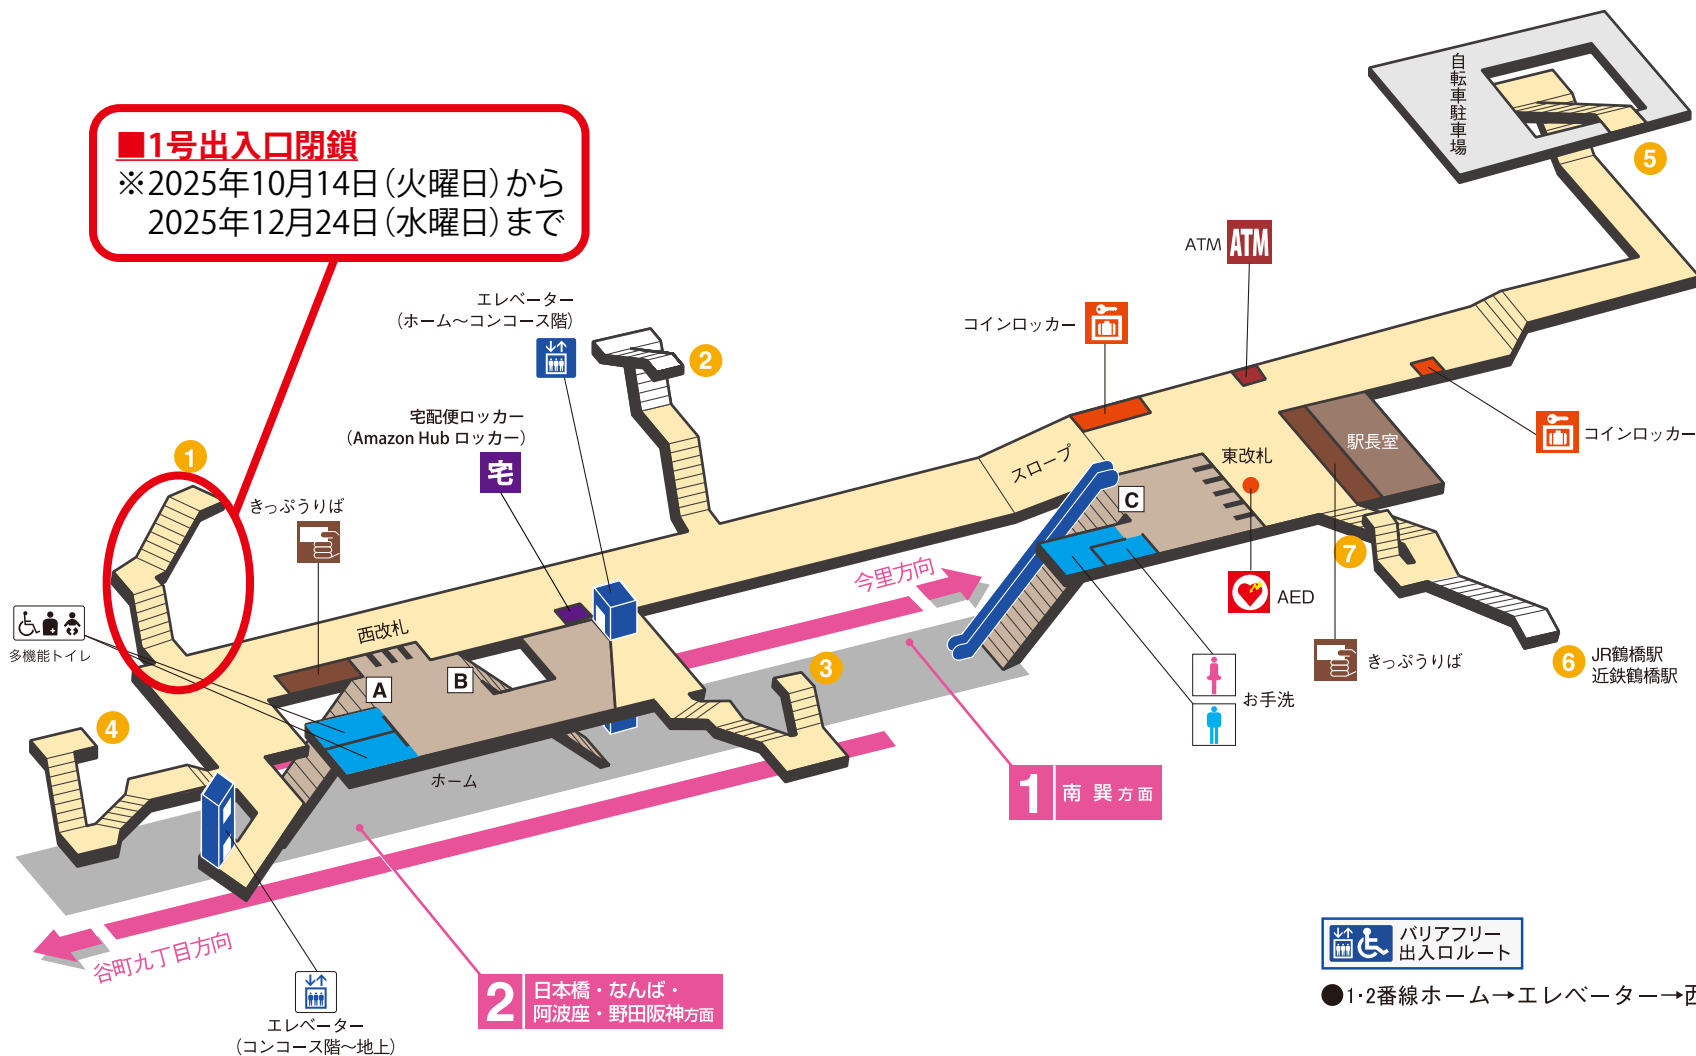 ■1号出入口閉鎖
※2025年10月14日（火曜日）から
2025年12月24日（水曜日）まで
自転車駐車場
5
ATM
ATM
コインロッカー
エレベーター
（ホーム～コンコース階）
2
宅配便ロッカー
（Amazon Hub ロッカー）
宅
1
きっぷうりば
コインロッカー
駅長室
東改札
スロープ
C
7
今里方向
AED
西改札
多機能トイレ
A
B
3
お手洗
きっぷうりば
6
JR鶴橋駅
近鉄鶴橋駅
4
ホーム
1 南巽方面
谷町九丁目方向
2 日本橋・なんば・
阿波座・野田阪神方面
エレベーター
（コンコース階～地上）
バリアフリー
出入口ルート
●1・2番線ホーム→エレベーター→西